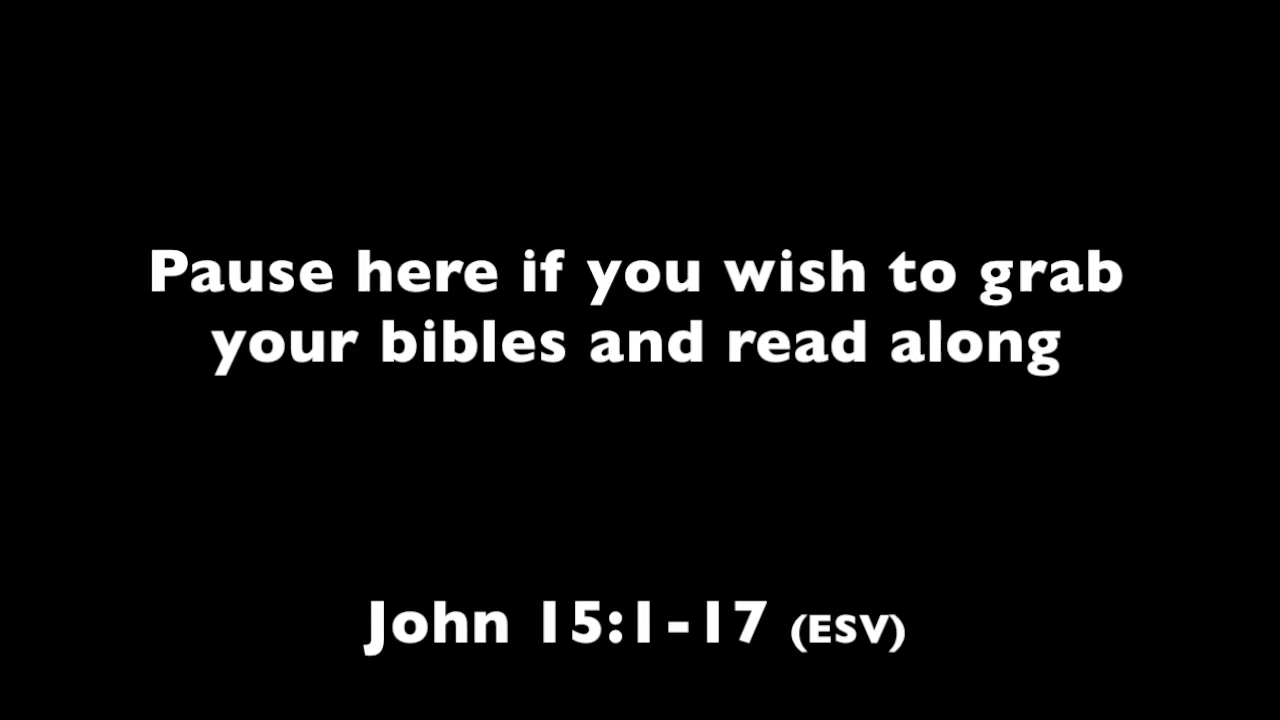 Pause here if you wish to grab
your bibles and read along
John 15:1-17 (ESV)